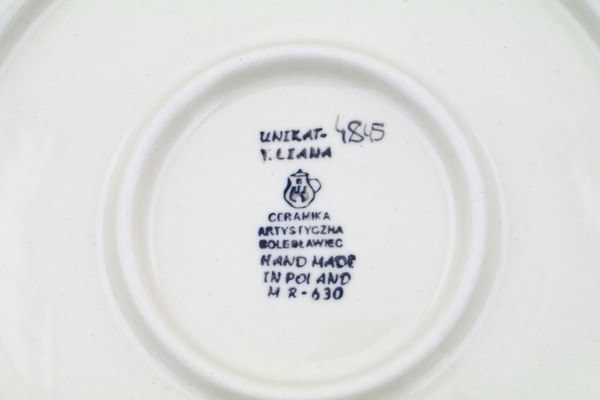 UNIKAT- 4845
Y. LIANA
CERAMIKA
ARTYSTYCZNA
BOLESŁAWIEC
HAND MADE
IN POLAND
M R - 630